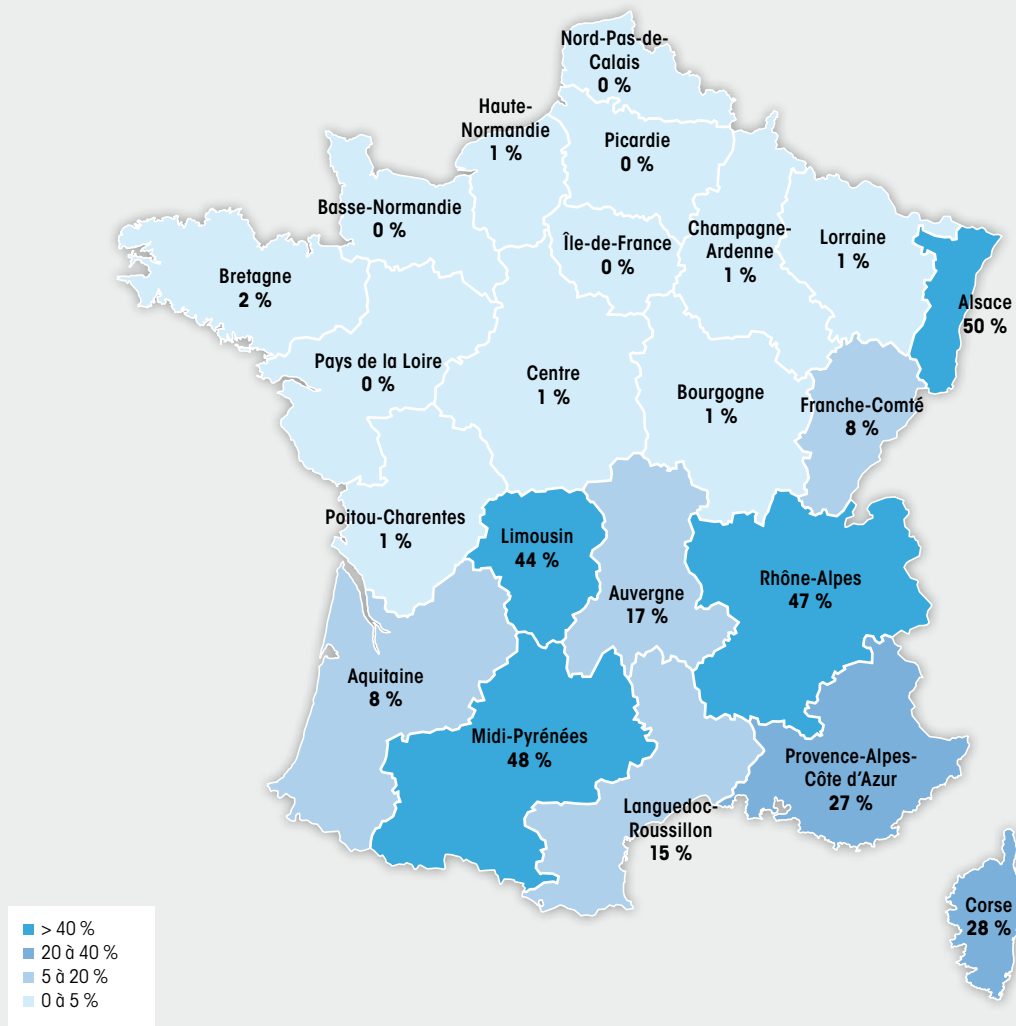 Nord-Pas-de-
Calais
0 %
Haute-
Normandie
1 %
Picardie
0 %
Basse-Normandie
0 %
Île-de-France
0 %
Champagne-
Ardenne
1 %
Lorraine
1 %
Alsace
50 %
Bretagne
2 %
Pays de la Loire
0 %
Centre
1 %
Bourgogne
1 %
Franche-Comté
8 %
Poitou-Charentes
1 %
Limousin
44 %
Auvergne
17 %
Rhône-Alpes
47 %
Aquitaine
8 %
Midi-Pyrénées
48 %
Provence-Alpes-
Côte d'Azur
27 %
Languedoc-
Roussillon
15 %
Corse
28 %
> 40 %
20 à 40 %
5 à 20 %
0 à 5 %